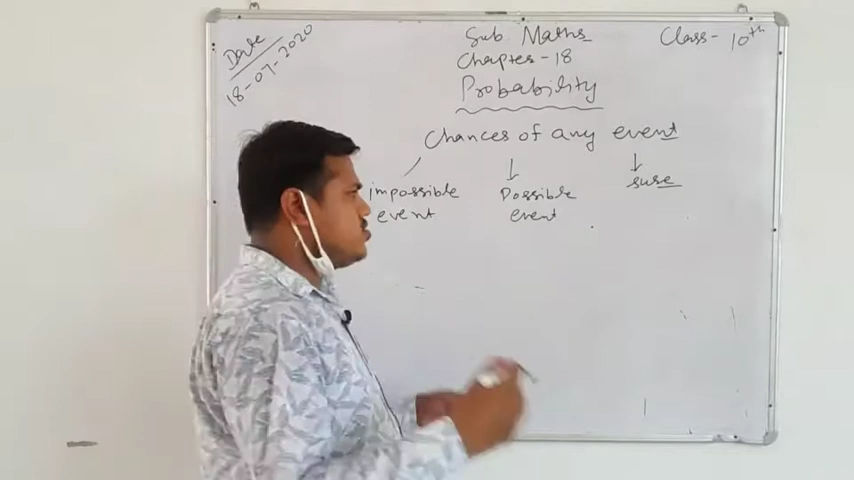 Date
18-07-2020
Sub Maths
Class- 10th
Chapter-18
Probability
Chances of any event
impossible
event
Possible
event
suse